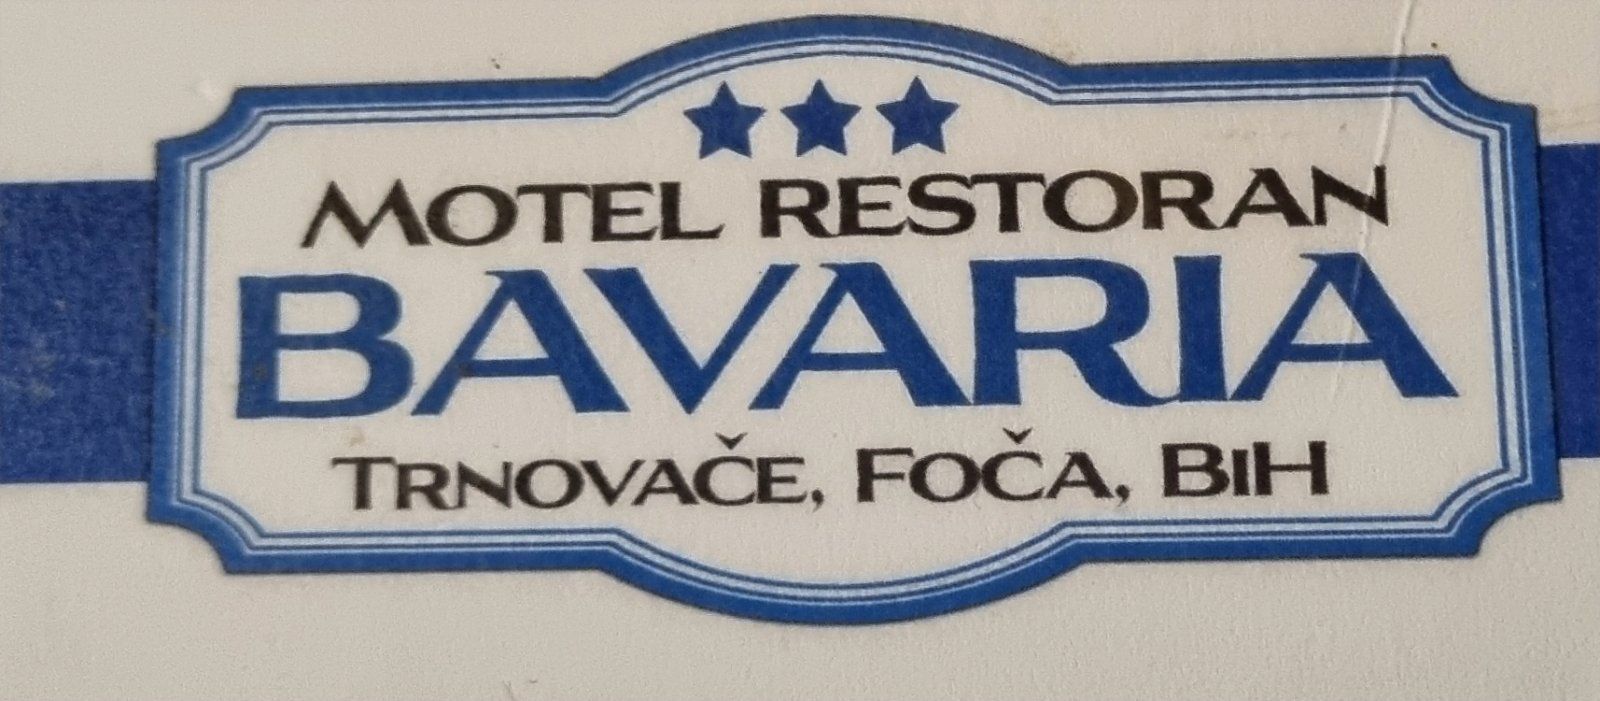 MOTEL RESTORAN
BAVARIA
TRNOVAČE, FOČA, BIH